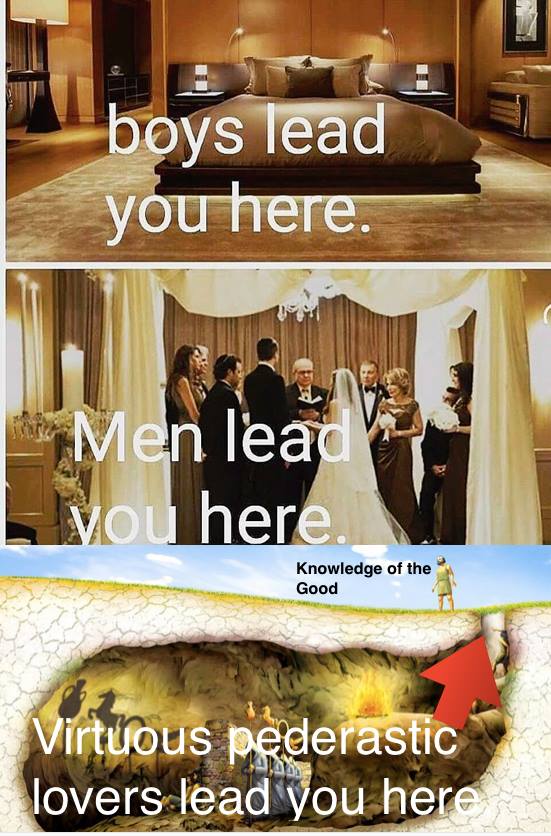 boys lead
you here.
Men lead
you here.
Knowledge of the
Good
Virtuous pederastic
lovers lead you here